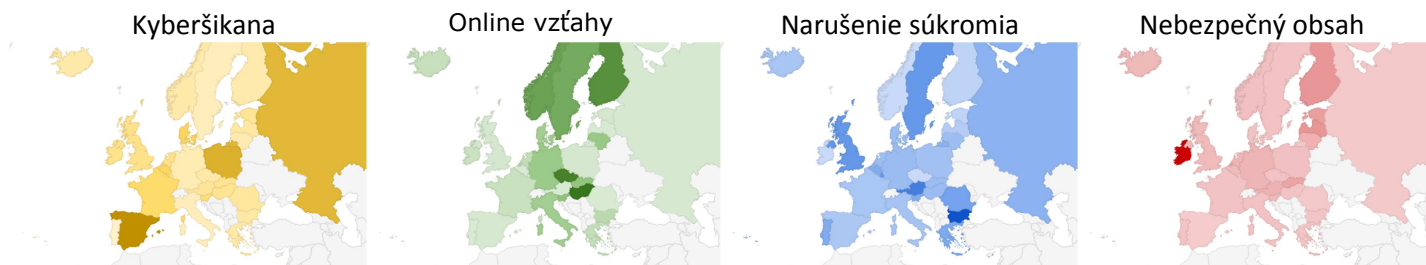 Kyberšikana
Online vzťahy
Narušenie súkromia
Nebezpečný obsah